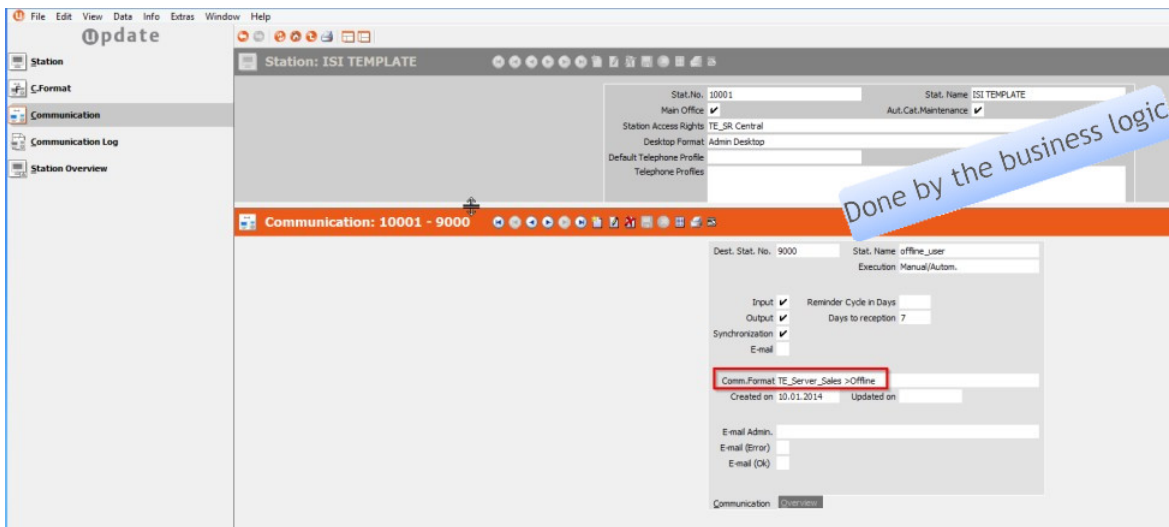 File Edit View Data Info Extras Window Help
update
Station
C.Format
Communication
Communication Log
Station Overview
Station: ISI TEMPLATE
Stat.No. 10001 Stat. Name ISI TEMPLATE
Main Office ✔ Aut.Cat.Maintenance ✔
Station Access Rights TE_SR Central
Desktop Format Admin Desktop
Default Telephone Profile
Telephone Profiles
Done by the business logic
Communication: 10001 - 9000
Dest. Stat. No. 9000 Stat. Name offline_user
Execution Manual/Autom.
Input ✔ Reminder Cycle in Days
Output ✔ Days to reception 7
Synchronization ✔
E-mail
Comm.Format TE_Server_Sales >Offline
Created on 10.01.2014 Updated on
E-mail Admin.
E-mail (Error)
E-mail (Ok)
Communication Overview